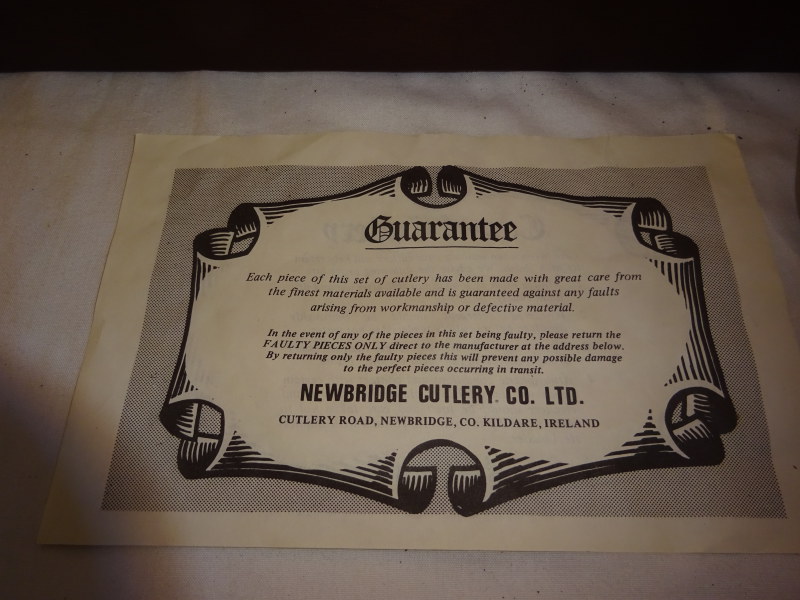 Guarantee
Each piece of this set of cutlery has been made with great care from
the finest materials available and is guaranteed against any faults
arising from workmanship or defective material.
In the event of any of the pieces in this set being faulty, please return the
FAULTY PIECES ONLY direct to the manufacturer at the address below.
By returning only the faulty pieces this will prevent any possible damage
to the perfect pieces occurring in transit.
NEWBRIDGE CUTLERY CO. LTD.
CUTLERY ROAD, NEWBRIDGE, CO. KILDARE, IRELAND